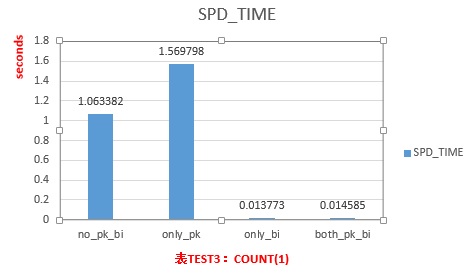 SPD_TIME
seconds
1.8
1.6
1.4
1.2
1
0.8
0.6
0.4
0.2
0
1.063382
1.569798
0.013773
0.014585
no_pk_bi
only_pk
only_bi
both_pk_bi
SPD_TIME
表TEST3：COUNT(1)